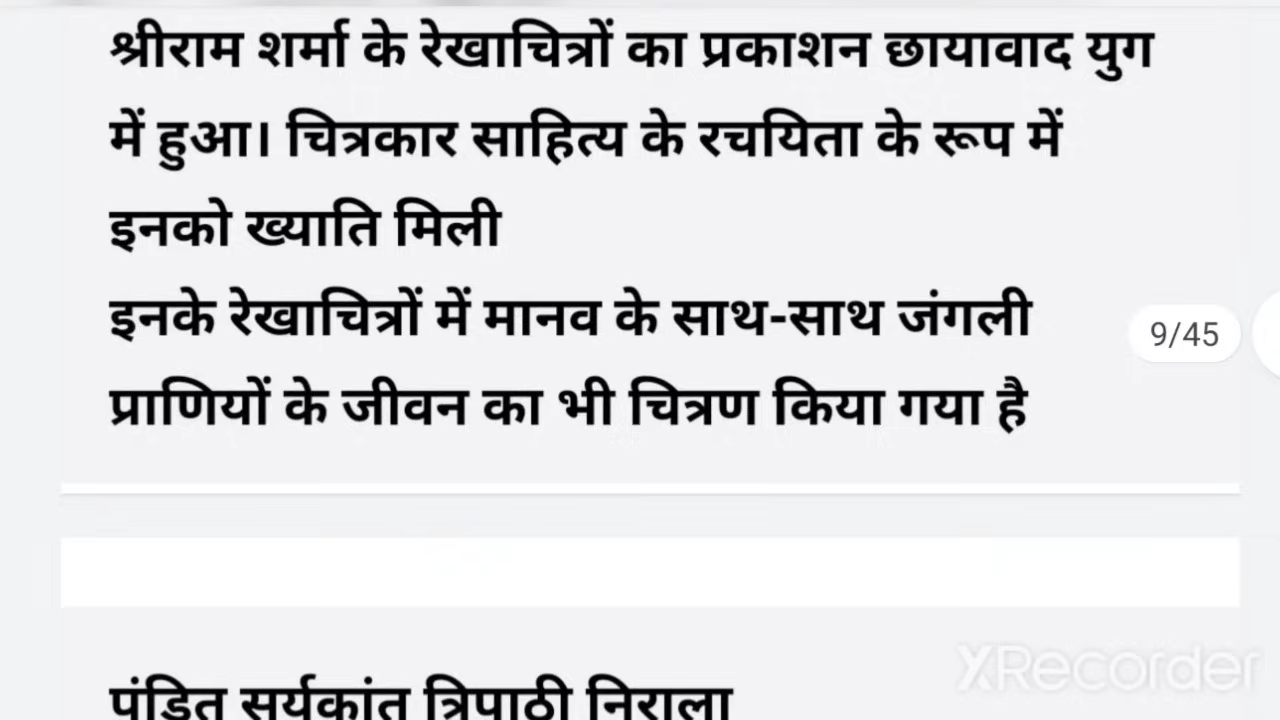 श्रीराम शर्मा के रेखाचित्रों का प्रकाशन छायावाद युग
में हुआ। चित्रकार साहित्य के रचयिता के रूप में
इनको ख्याति मिली
इनके रेखाचित्रों में मानव के साथ-साथ जंगली
प्राणियों के जीवन का भी चित्रण किया गया है
9/45
पंडित सूर्यकांत त्रिपाठी निराला
XRecorder